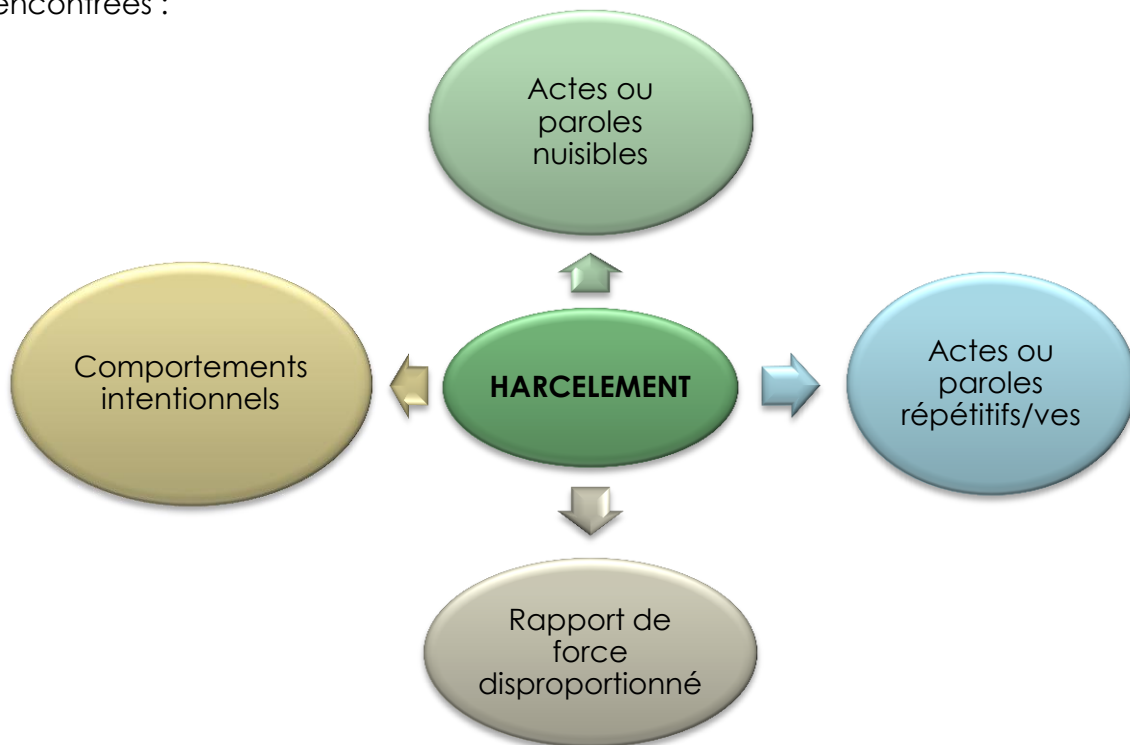 encontrées :
Actes ou
paroles
nuisibles
Comportements
intentionnels
HARCELEMENT
Actes ou
paroles
répétitifs/ves
Rapport de
force
disproportionné